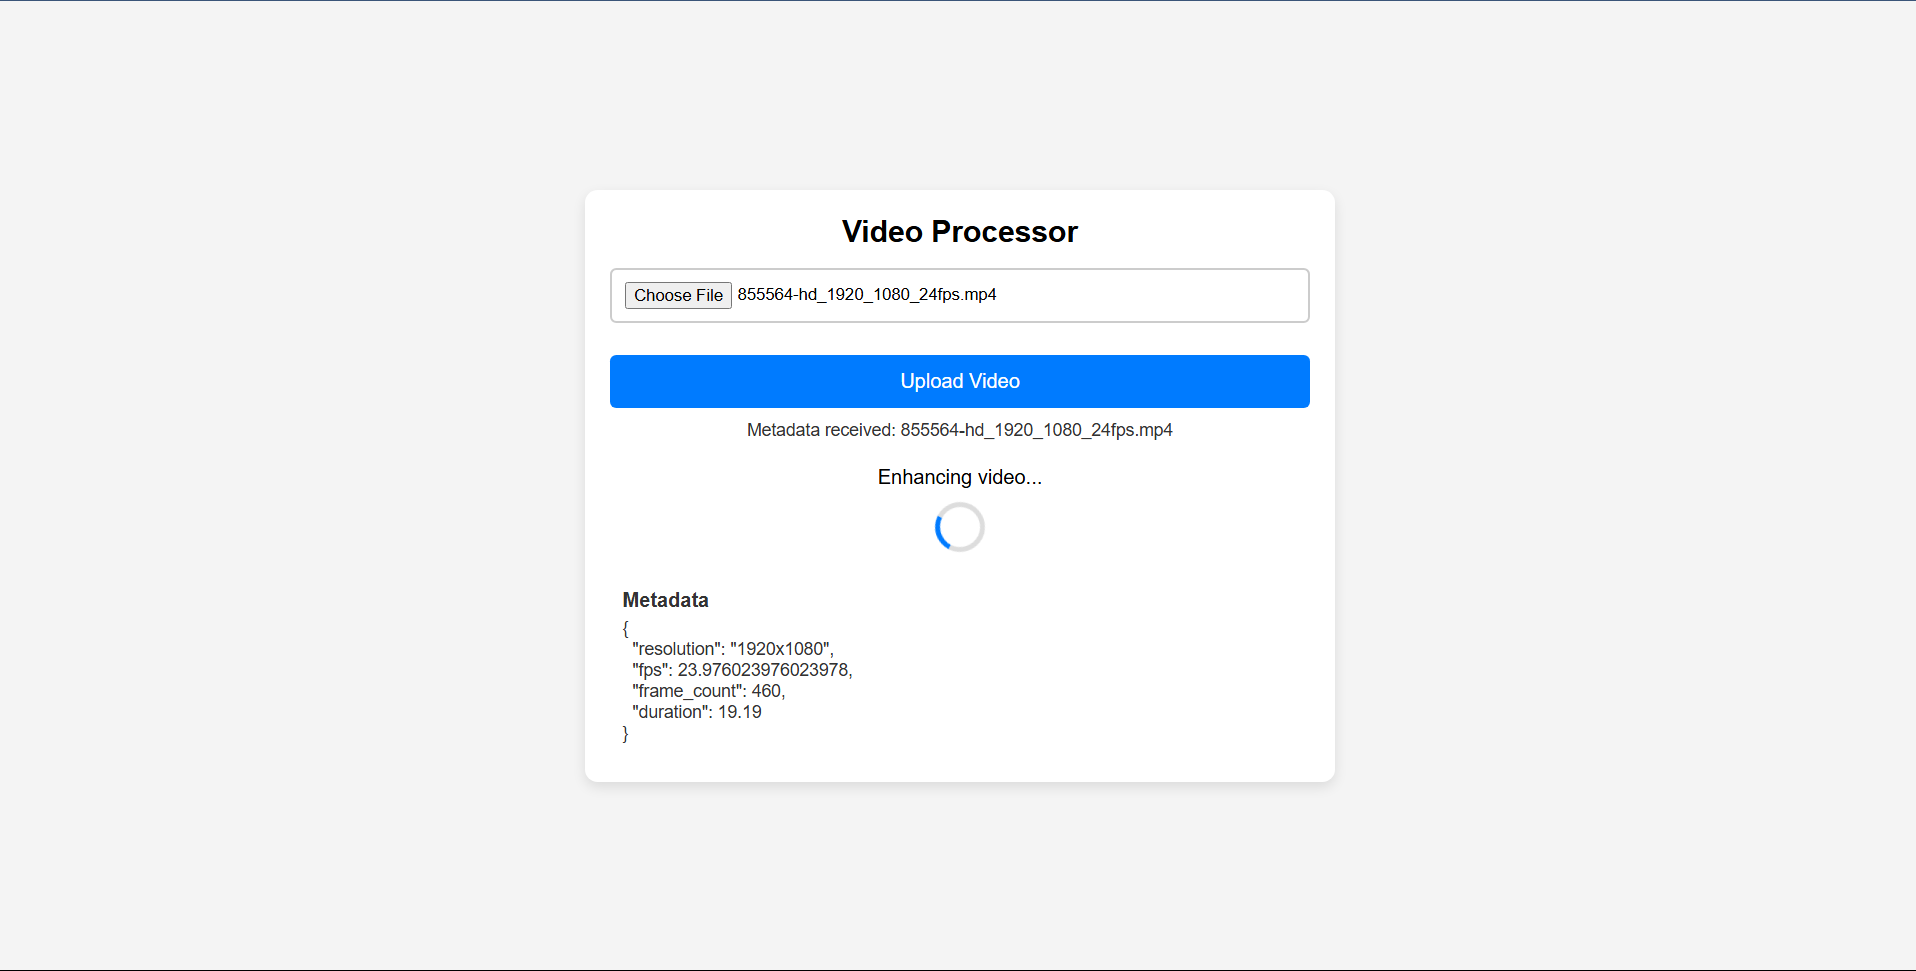 Video Processor
Choose File 855564-hd_1920_1080_24fps.mp4
Upload Video
Metadata received: 855564-hd_1920_1080_24fps.mp4
Enhancing video...
Metadata
{
"resolution": "1920x1080",
"fps": 23.976023976023978,
"frame_count": 460,
"duration": 19.19
}